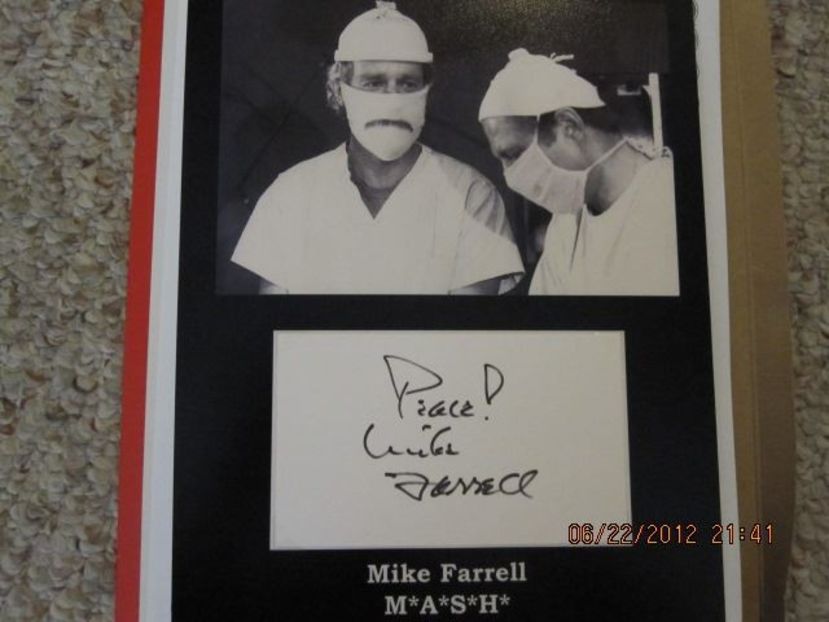 Peace!
Mike
Farrell
06/22/2012 21:41
Mike Farrell
M*A*S*H*